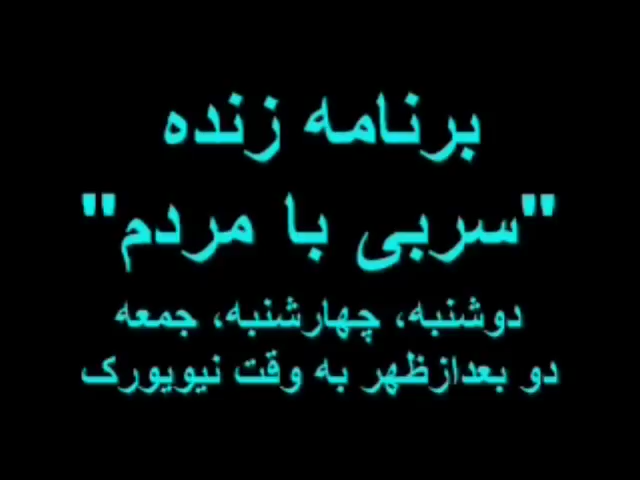 برنامه زنده
"سربی با مردم"
دوشنبه، چهارشنبه، جمعه
دو بعدازظهر به وقت نیویورک